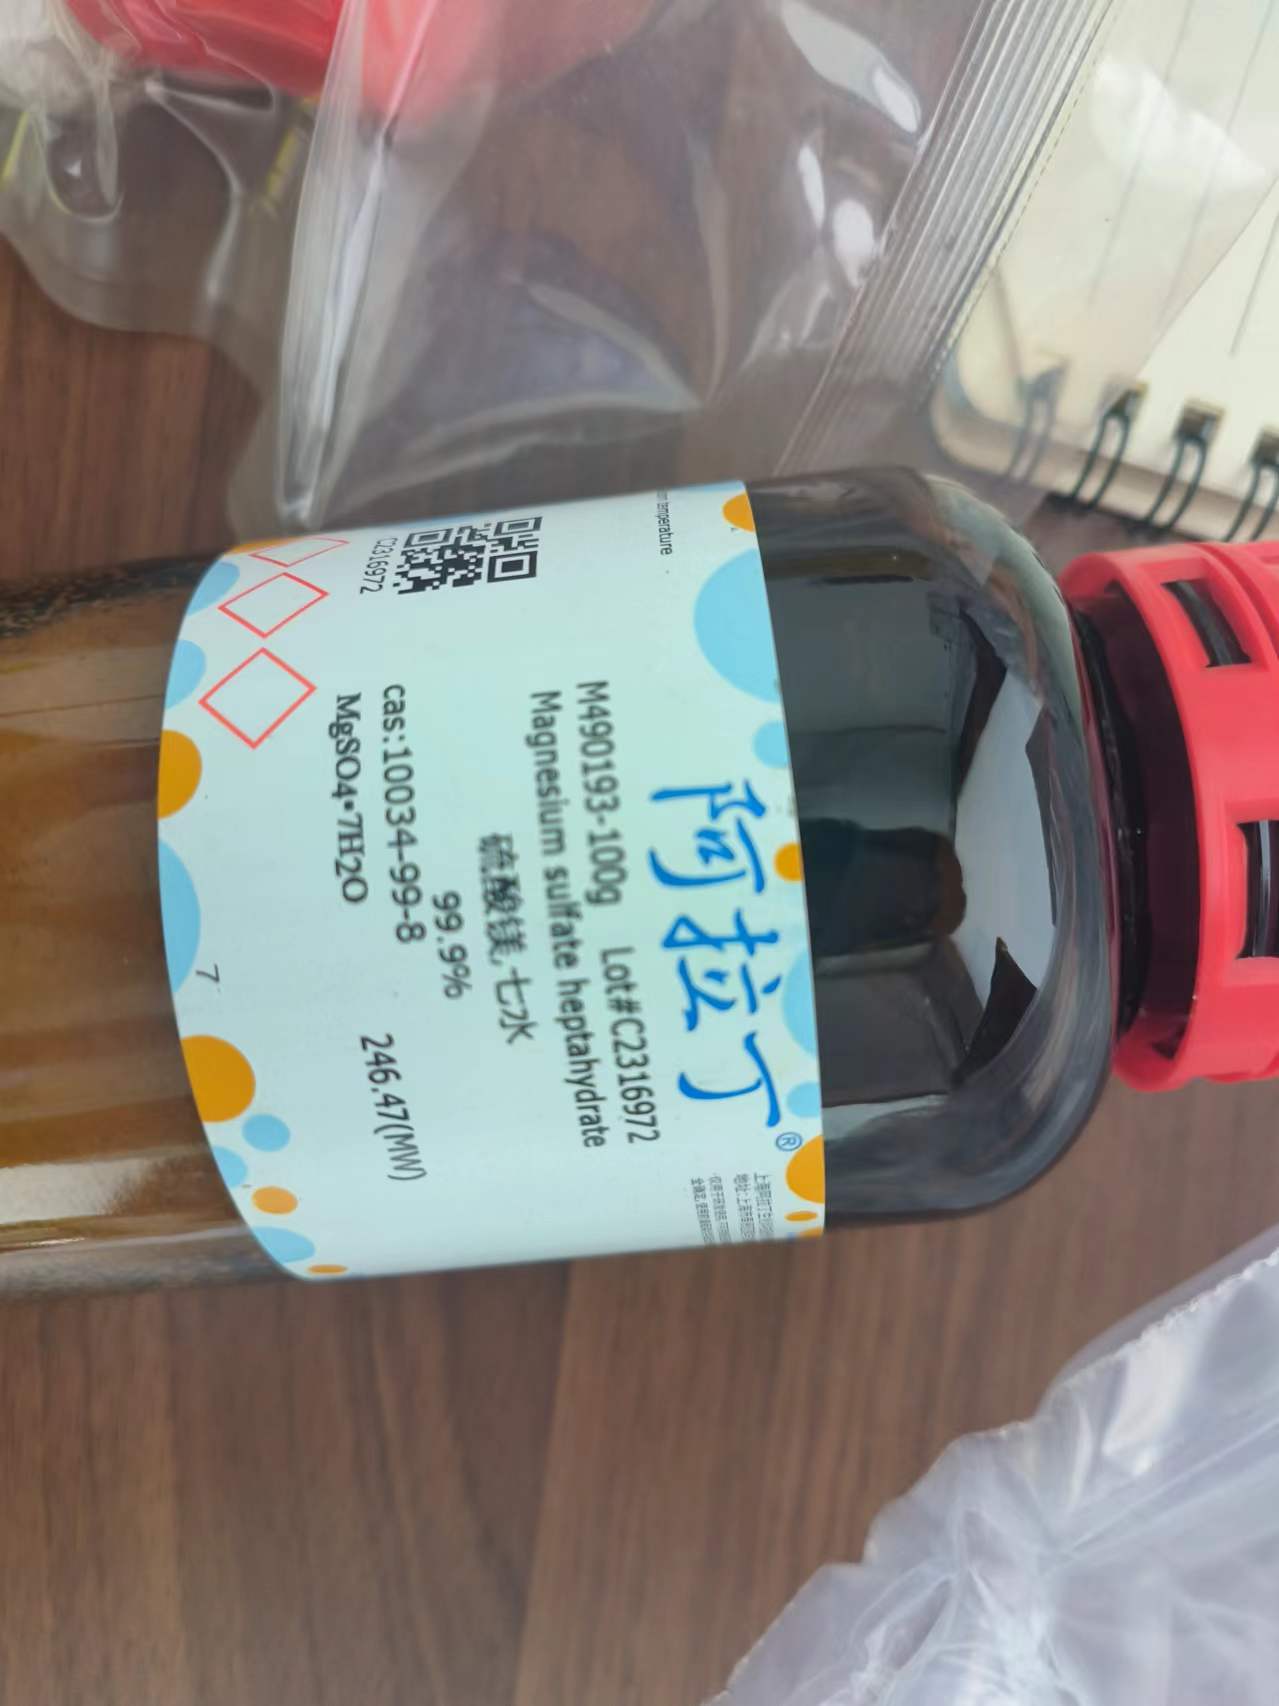 阿拉丁®
M490193-100g Lot#C2316972
Magnesium sulfate heptahydrate
硫酸镁,七水
99.9%
cas:10034-99-8
MgSO4•7H2O 246.47(MW)
temperature
C2316972
7